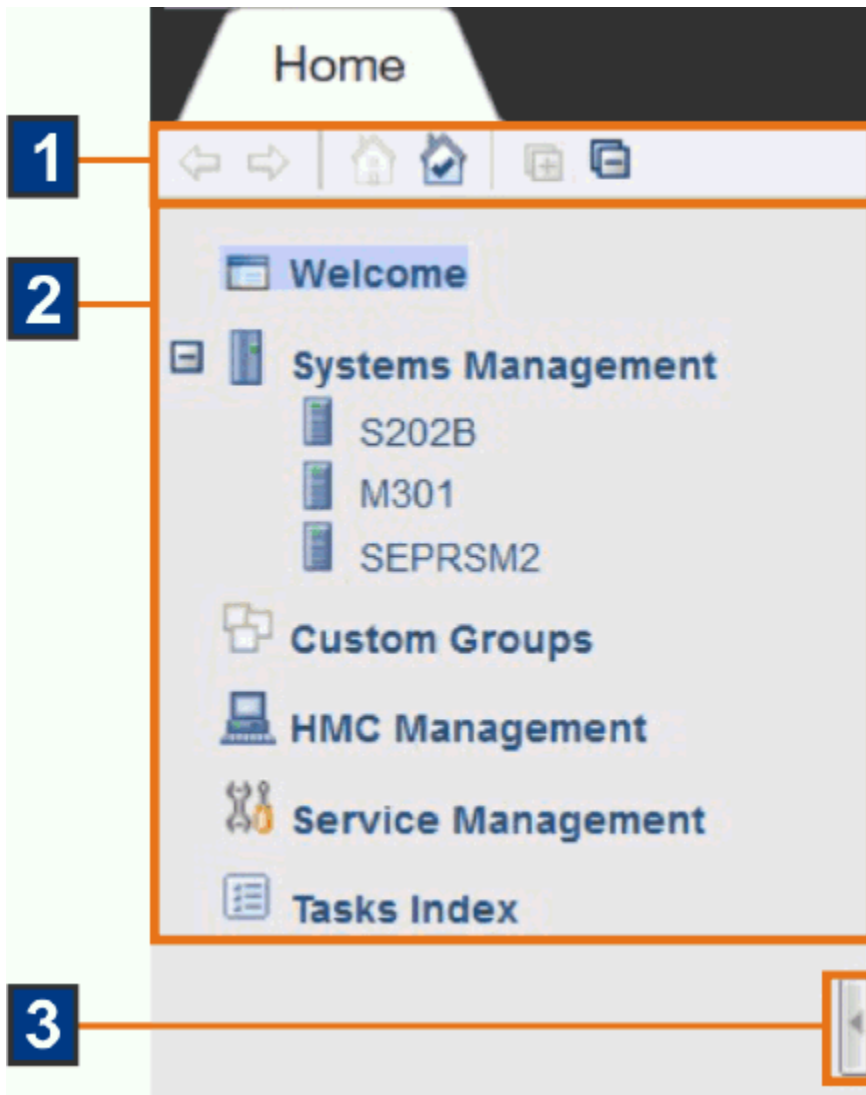 Home
1
2
Welcome
Systems Management
S202B
M301
SEPRSM2
Custom Groups
HMC Management
Service Management
Tasks Index
3